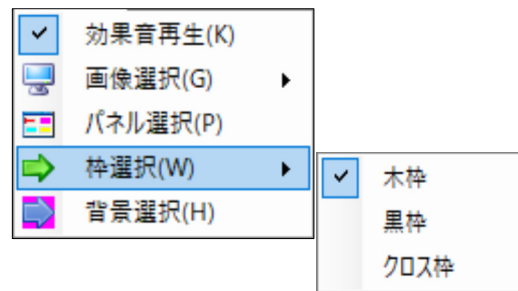 効果音再生(K)
画像選択(G)
パネル選択(P)
枠選択(W)
背景選択(H)
木枠
黒枠
クロス枠